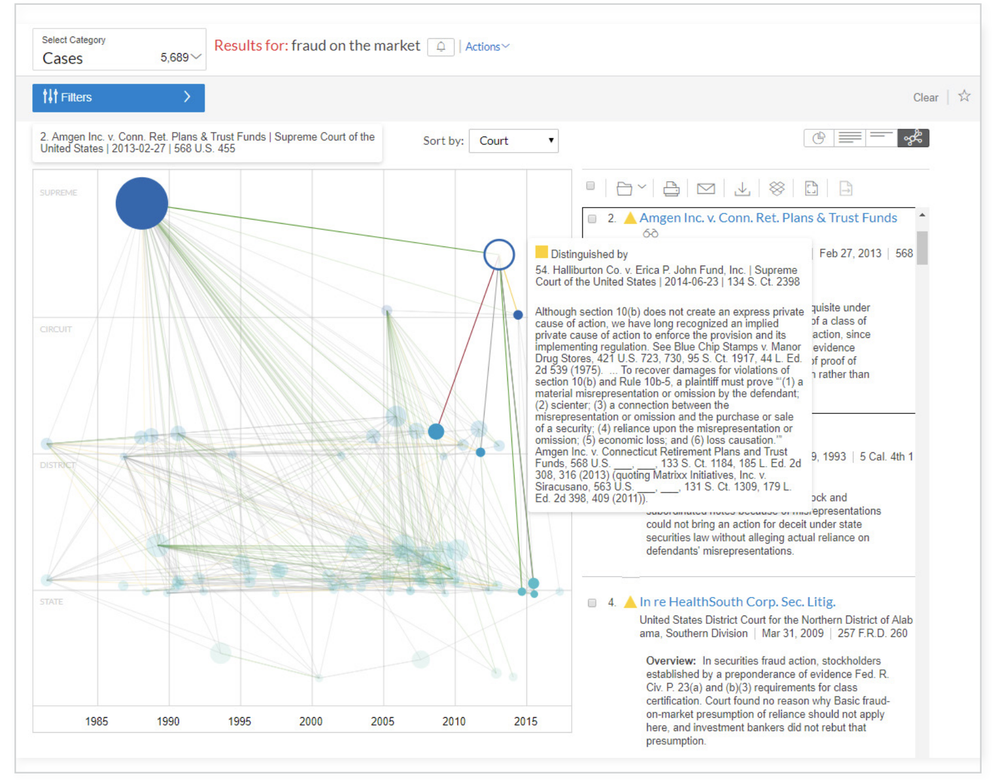 Select Category
Cases 5,689
Results for: fraud on the market | Actions
Filters
Clear
2. Amgen Inc. v. Conn. Ret. Plans & Trust Funds | Supreme Court of the
United States | 2013-02-27 | 568 U.S. 455
Sort by: Court
SUPREME
CIRCUIT
DISTRICT
STATE
1985 1990 1995 2000 2005 2010 2015
2. Amgen Inc. v. Conn. Ret. Plans & Trust Funds
Feb 27, 2013 | 568
Distinguished by
54. Halliburton Co. v. Erica P. John Fund, Inc. | Supreme
Court of the United States | 2014-06-23 | 134 S. Ct. 2398
Although section 10(b) does not create an express private
cause of action, we have long recognized an implied
private cause of action to enforce the provision and its
implementing regulation. See Blue Chip Stamps v. Manor
Drug Stores, 421 U.S. 723, 730, 95 S. Ct. 1917, 44 L. Ed.
2d 539 (1975). ... To recover damages for violations of
section 10(b) and Rule 10b-5, a plaintiff must prove "'(1) a
material misrepresentation or omission by the defendant;
(2) scienter; (3) a connection between the
misrepresentation or omission and the purchase or sale
of a security; (4) reliance upon the misrepresentation or
omission; (5) economic loss; and (6) loss causation.'"
Amgen Inc. v. Connecticut Retirement Plans and Trust
Funds, 568 U.S. ___, ___, 133 S. Ct. 1184, 185 L. Ed. 2d
308, 316 (2013) (quoting Matrixx Initiatives, Inc. v.
Siracusano, 563 U.S. ___, ___, 131 S. Ct. 1309, 179 L.
Ed. 2d 398, 409 (2011)).
quisite under
of a class of
action, since
evidence
of proof of
rather than
9, 1993 | 5 Cal. 4th 1
ock and
misrepresentations
could not bring an action for deceit under state
securities law without alleging actual reliance on
defendants' misrepresentations.
4. In re HealthSouth Corp. Sec. Litig.
United States District Court for the Northern District of Alab
ama, Southern Division | Mar 31, 2009 | 257 F.R.D. 260
Overview: In securities fraud action, stockholders
established by a preponderance of evidence Fed. R.
Civ. P. 23(a) and (b)(3) requirements for class
certification. Court found no reason why Basic fraud-
on-market presumption of reliance should not apply
here, and investment bankers did not rebut that
presumption.